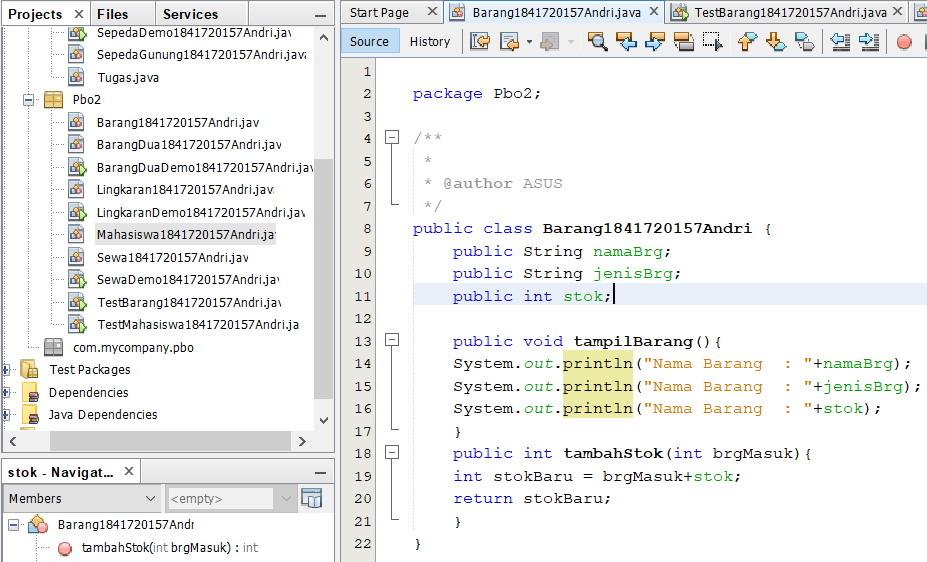 Projects × Files Services
SepedaDemo1841720157Andri.jav
SepedaGunung1841720157Andri.java
Tugas.java
Pbo2
Barang1841720157Andri.jav
BarangDua1841720157Andri.jav
BarangDuaDemo1841720157Andri.jav
Lingkaran1841720157Andri.jav
LingkaranDemo1841720157Andri.jav
Mahasiswa1841720157Andri.ja
Sewa1841720157Andri.jav
SewaDemo1841720157Andri.jav
TestBarang1841720157Andri.jav
TestMahasiswa1841720157Andri.ja
com.mycompany.pbo
Test Packages
Dependencies
Java Dependencies
stok - Navigat... ×
Members <empty>
Barang1841720157Andr
tambahStok(int brgMasuk) : int
Start Page × Barang1841720157Andri.java × TestBarang1841720157Andri.java ×
Source History
1
2 package Pbo2;
3
4 /**
5 *
6 * @author ASUS
7 */
8 public class Barang1841720157Andri {
9 public String namaBrg;
10 public String jenisBrg;
11 public int stok;
12
13 public void tampilBarang(){
14 System.out.println("Nama Barang  : "+namaBrg);
15 System.out.println("Nama Barang  : "+jenisBrg);
16 System.out.println("Nama Barang  : "+stok);
17 }
18 public int tambahStok(int brgMasuk){
19 int stokBaru = brgMasuk+stok;
20 return stokBaru;
21 }
22 }